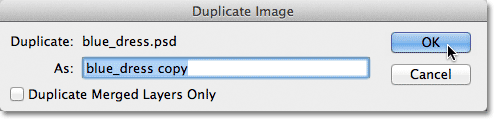 Duplicate Image
Duplicate: blue_dress.psd OK
As: blue_dress copy
Cancel
Duplicate Merged Layers Only